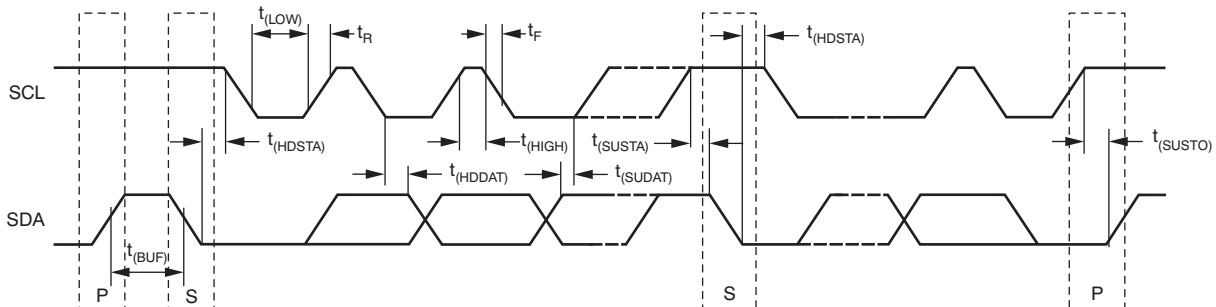 t(LOW)
tR
tF
t(HDSTA)
SCL
t(HDSTA)
t(HIGH)
t(SUSTA)
t(SUSTO)
t(HDDAT)
t(SUDAT)
SDA
t(BUF)
P
S
S
P